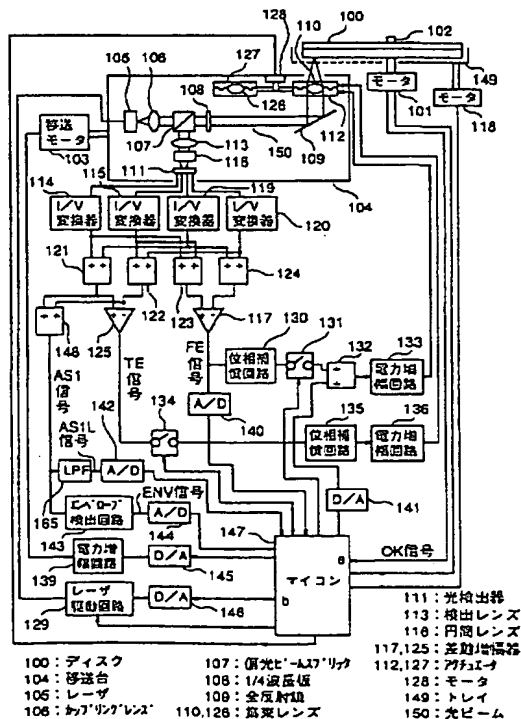 128
110
100
102
127
105
106
108
126
112
149
モータ
101
モータ
118
移送
モータ
103
107
113
116
150
109
111
104
114
115
119
I/V
変換器
I/V
変換器
I/V
変換器
I/V
変換器
120
121
122
123
124
148
125
117
130
131
132
133
AS1
信号
TE
信号
FE
信号
位相補
償回路
電力増
幅回路
134
A/D
140
135
136
AS1L
信号
142
LPF
A/D
位相補
償回路
電力増
幅回路
165
ENV信号
エンベロープ
検出回路
A/D
147
D/A
141
143
144
電力増
幅回路
D/A
マイコン
a
OK信号
139
145
レーザ
駆動回路
D/A
b
129
146
100：ディスク
104：移送台
105：レーザ
106：カップリングレンズ
107：偏光ビームスプリッタ
108：1/4波長板
109：全反射鏡
110,126：集束レンズ
111：光検出器
113：検出レンズ
116：円筒レンズ
117,125：差動増幅器
112,127：アクチュエータ
128：モータ
149：トレイ
150：光ビーム